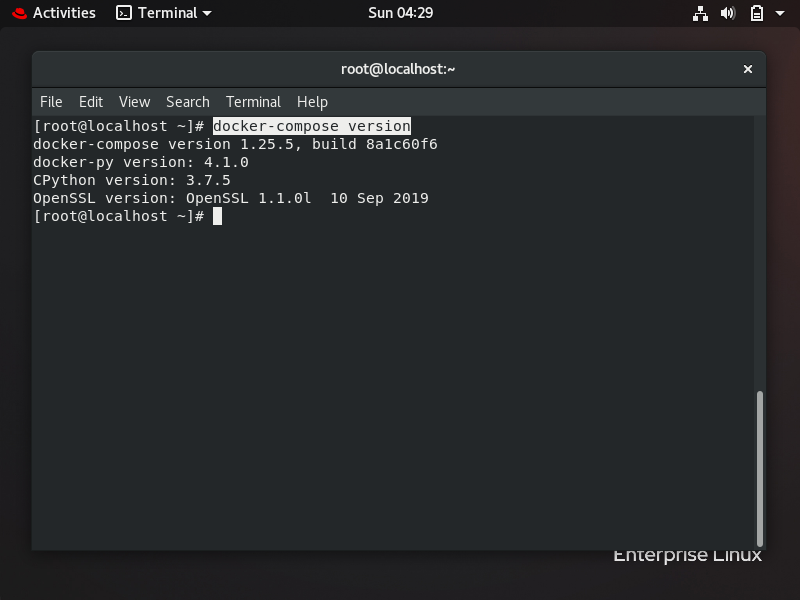 Activities Terminal Sun 04:29
root@localhost:~
File Edit View Search Terminal Help
[root@localhost ~]# docker-compose version
docker-compose version 1.25.5, build 8a1c60f6
docker-py version: 4.1.0
CPython version: 3.7.5
OpenSSL version: OpenSSL 1.1.0l  10 Sep 2019
[root@localhost ~]#
Enterprise Linux